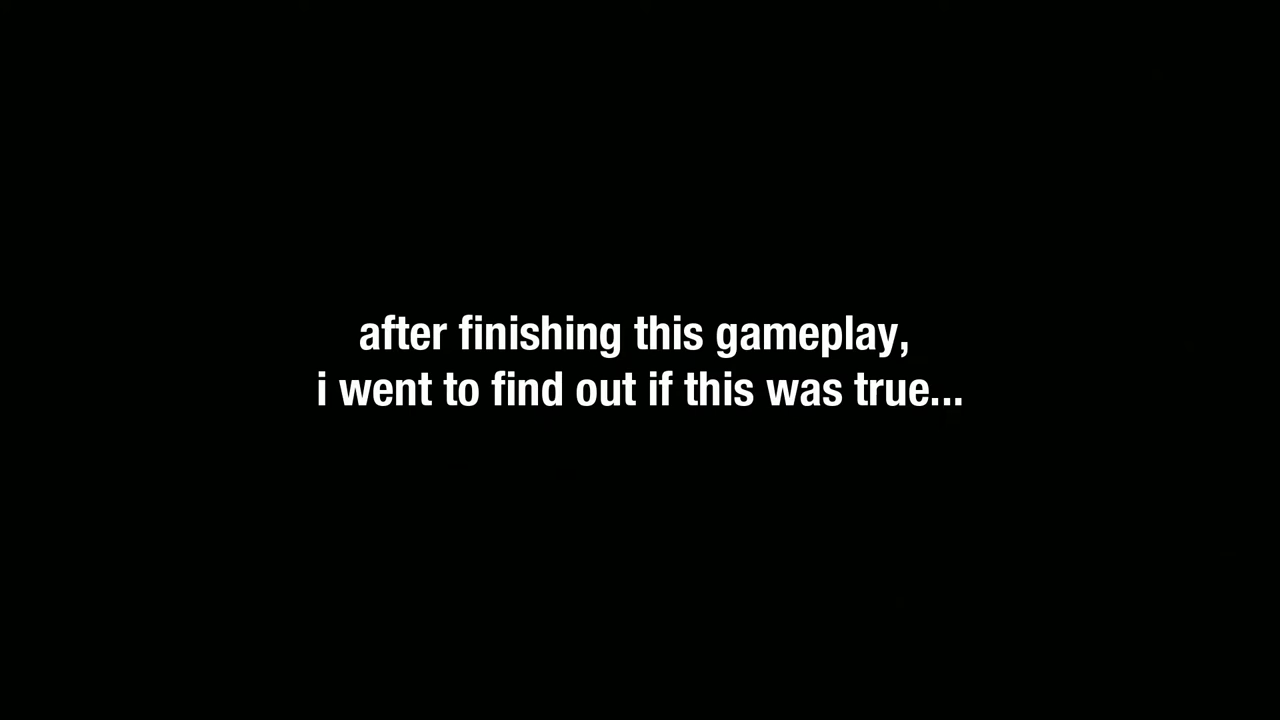 after finishing this gameplay,
i went to find out if this was true...